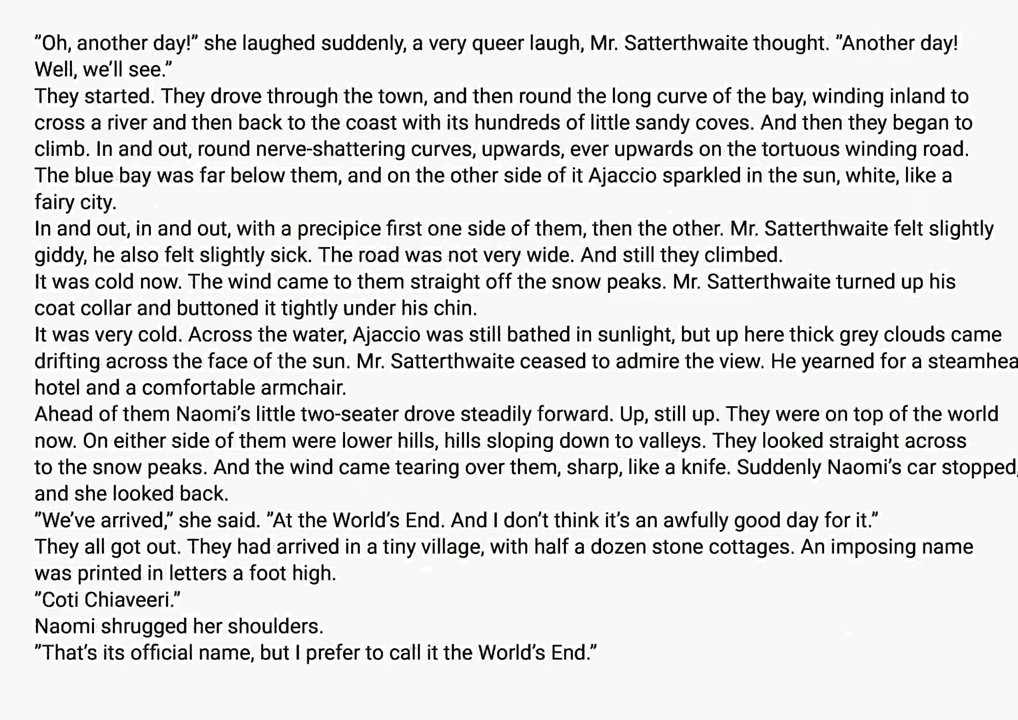 ”Oh, another day!” she laughed suddenly, a very queer laugh, Mr. Satterthwaite thought. ”Another day!
Well, we’ll see.”
They started. They drove through the town, and then round the long curve of the bay, winding inland to
cross a river and then back to the coast with its hundreds of little sandy coves. And then they began to
climb. In and out, round nerve-shattering curves, upwards, ever upwards on the tortuous winding road.
The blue bay was far below them, and on the other side of it Ajaccio sparkled in the sun, white, like a
fairy city.
In and out, in and out, with a precipice first one side of them, then the other. Mr. Satterthwaite felt slightly
giddy, he also felt slightly sick. The road was not very wide. And still they climbed.
It was cold now. The wind came to them straight off the snow peaks. Mr. Satterthwaite turned up his
coat collar and buttoned it tightly under his chin.
It was very cold. Across the water, Ajaccio was still bathed in sunlight, but up here thick grey clouds came
drifting across the face of the sun. Mr. Satterthwaite ceased to admire the view. He yearned for a steamhea
hotel and a comfortable armchair.
Ahead of them Naomi’s little two-seater drove steadily forward. Up, still up. They were on top of the world
now. On either side of them were lower hills, hills sloping down to valleys. They looked straight across
to the snow peaks. And the wind came tearing over them, sharp, like a knife. Suddenly Naomi’s car stopped,
and she looked back.
”We’ve arrived,” she said. ”At the World’s End. And I don’t think it’s an awfully good day for it.”
They all got out. They had arrived in a tiny village, with half a dozen stone cottages. An imposing name
was printed in letters a foot high.
”Coti Chiaveeri.”
Naomi shrugged her shoulders.
”That’s its official name, but I prefer to call it the World’s End.”